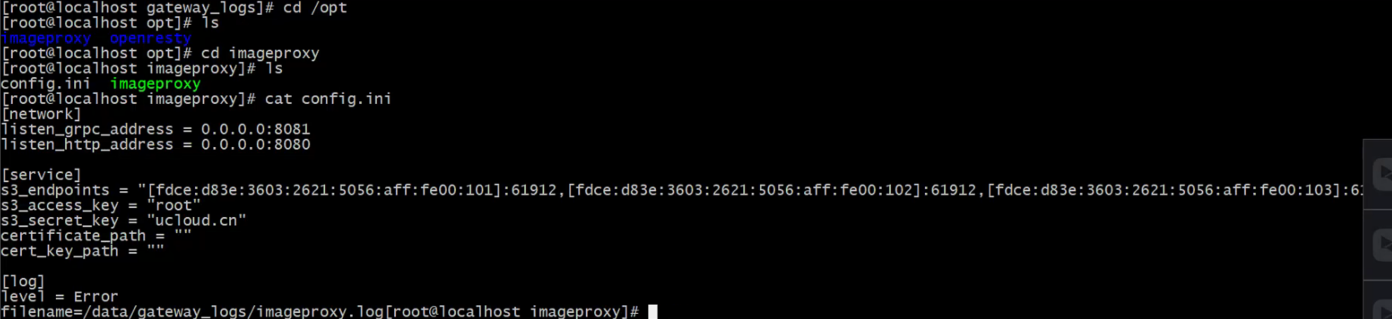 [root@localhost gateway_logs]# cd /opt
[root@localhost opt]# ls
imageproxy  openresty
[root@localhost opt]# cd imageproxy
[root@localhost imageproxy]# ls
config.ini  imageproxy
[root@localhost imageproxy]# cat config.ini
[network]
listen_grpc_address = 0.0.0.0:8081
listen_http_address = 0.0.0.0:8080

[service]
s3_endpoints = "[fdce:d83e:3603:2621:5056:aff:fe00:101]:61912,[fdce:d83e:3603:2621:5056:aff:fe00:102]:61912,[fdce:d83e:3603:2621:5056:aff:fe00:103]:61
s3_access_key = "root"
s3_secret_key = "ucloud.cn"
certificate_path = ""
cert_key_path = ""

[log]
level = Error
filename=/data/gateway_logs/imageproxy.log[root@localhost imageproxy]#